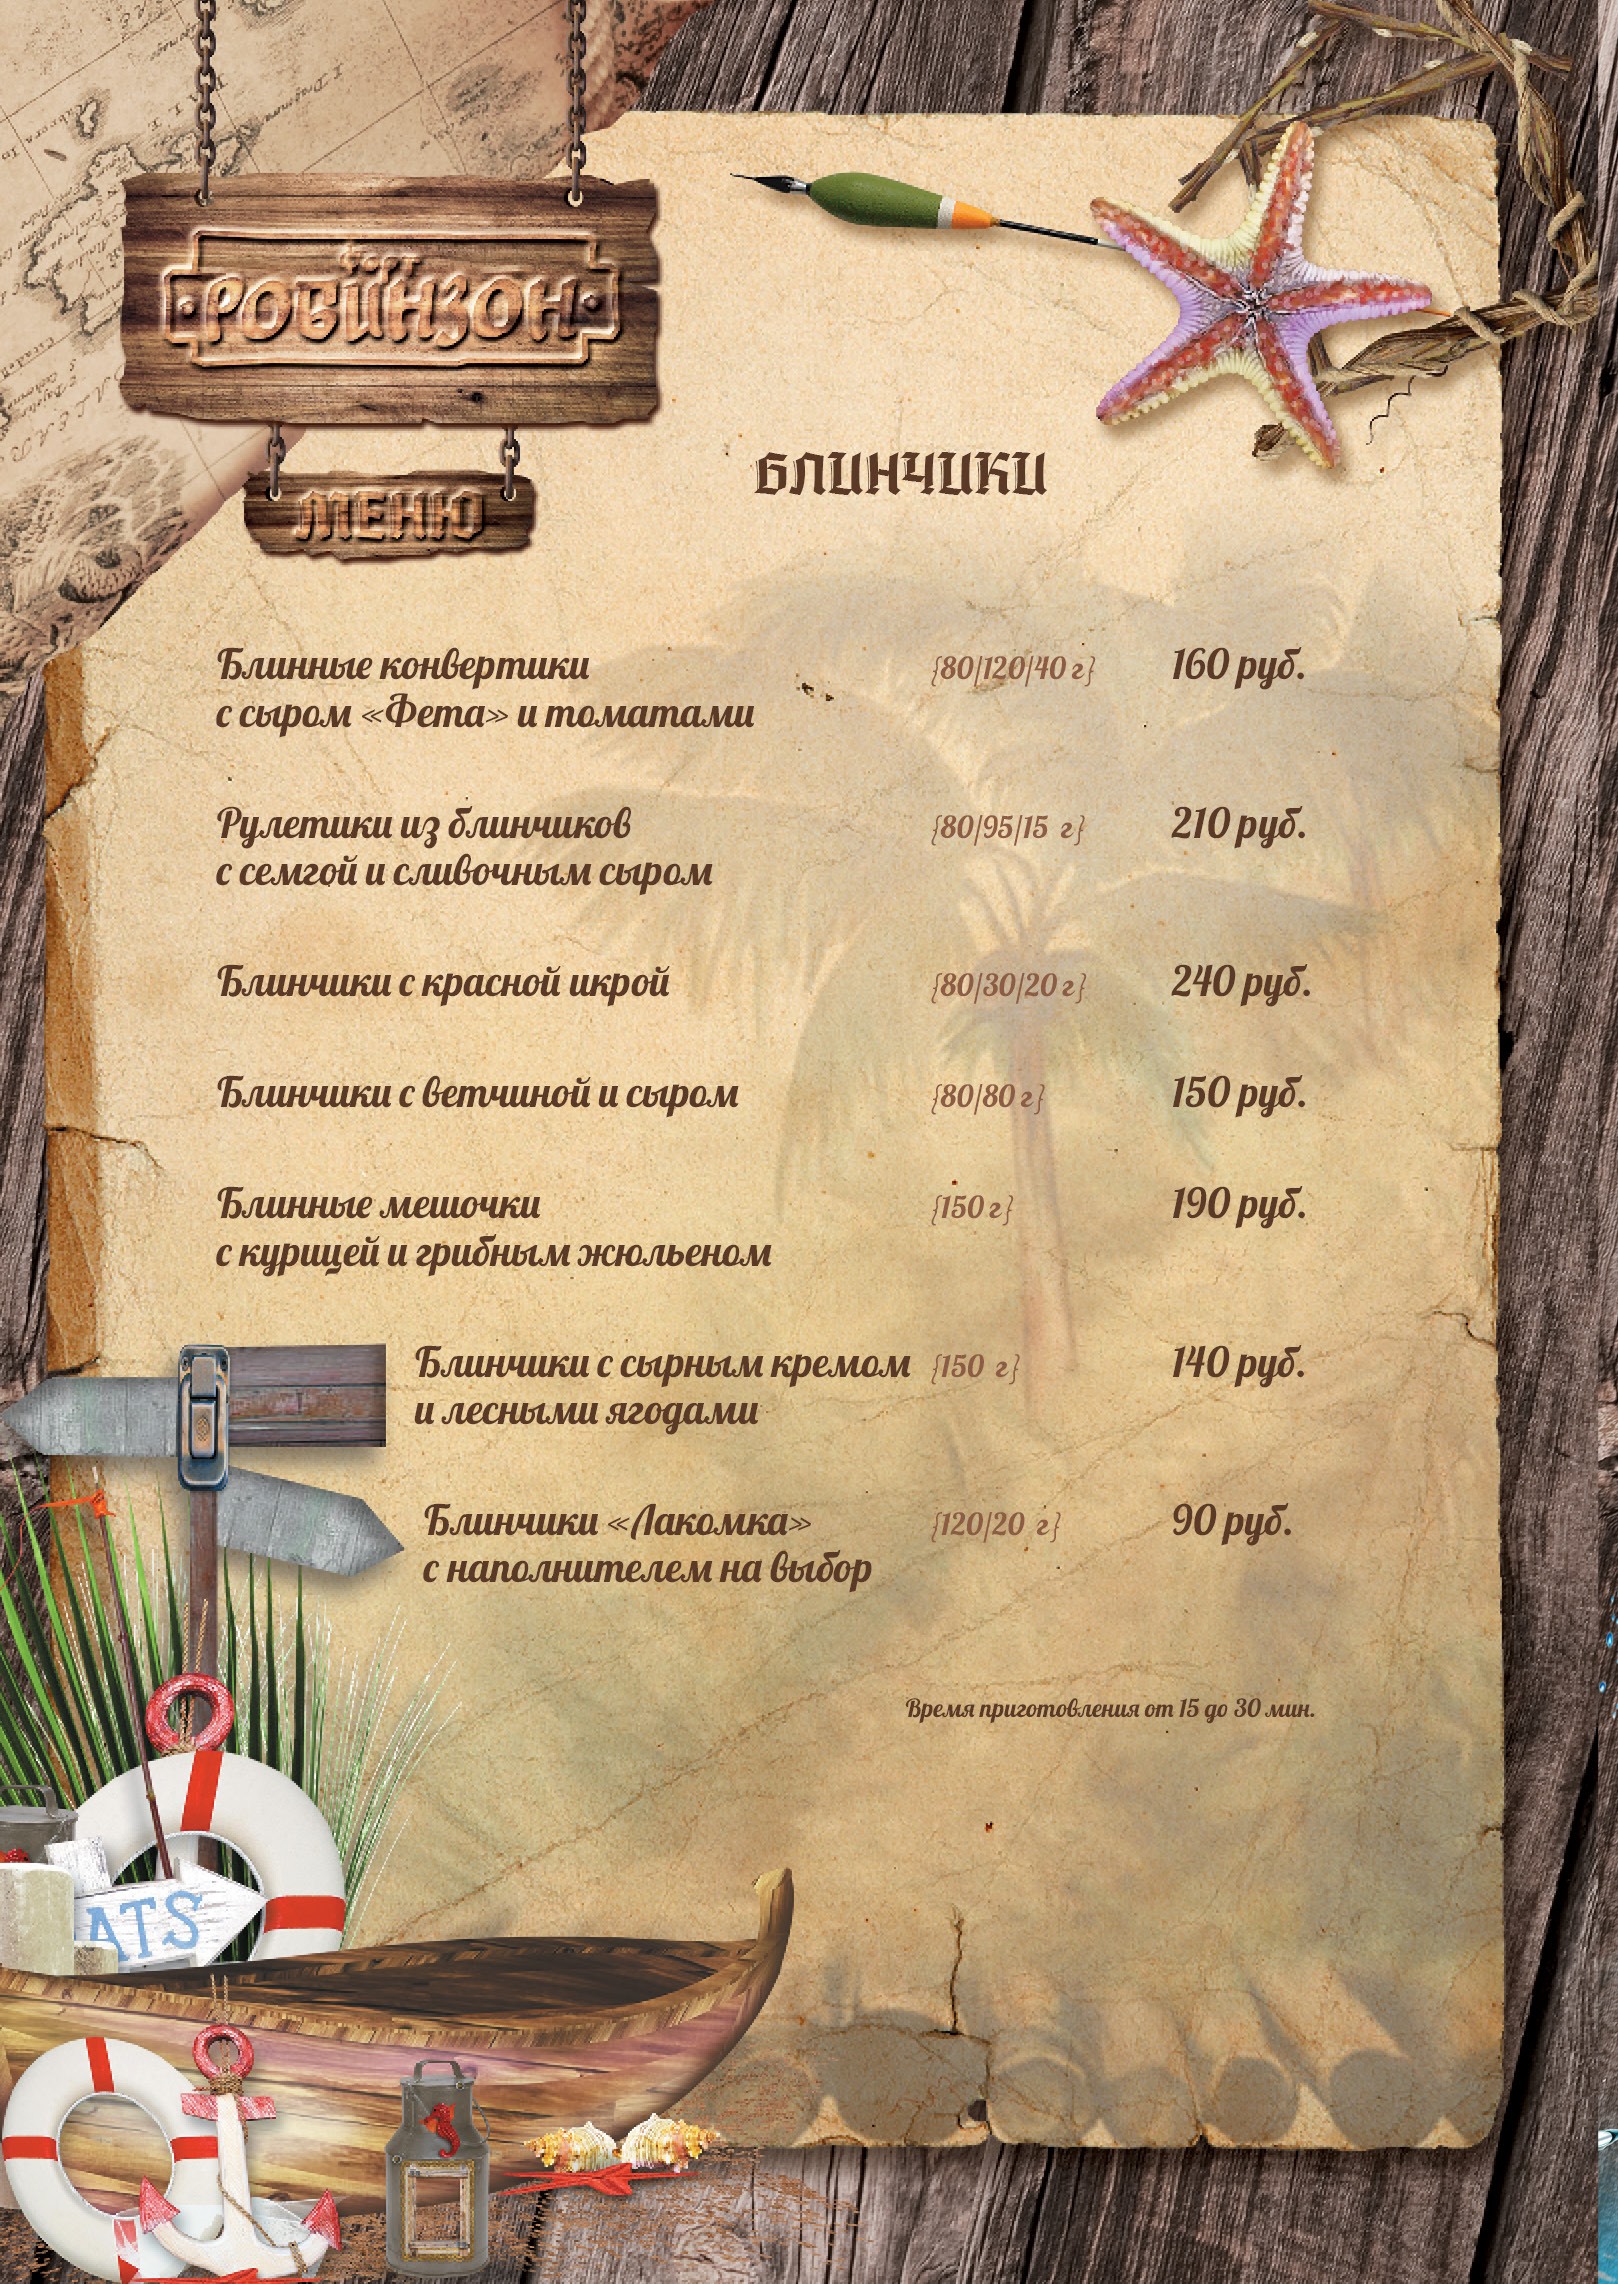 ФОРТ
РОБИНЗОН
МЕНЮ
БЛИНЧИКИ
Блинные конвертики {80/120/40 г} 160 руб.
с сыром «Фета» и томатами
Рулетики из блинчиков {80/95/15 г} 210 руб.
с семгой и сливочным сыром
Блинчики с красной икрой {80/30/20 г} 240 руб.
Блинчики с ветчиной и сыром {80/80 г} 150 руб.
Блинные мешочки {150 г} 190 руб.
с курицей и грибным жюльеном
Блинчики с сырным кремом {150 г} 140 руб.
и лесными ягодами
Блинчики «Лакомка» {120/20 г} 90 руб.
с наполнителем на выбор
Время приготовления от 15 до 30 мин.
ATS